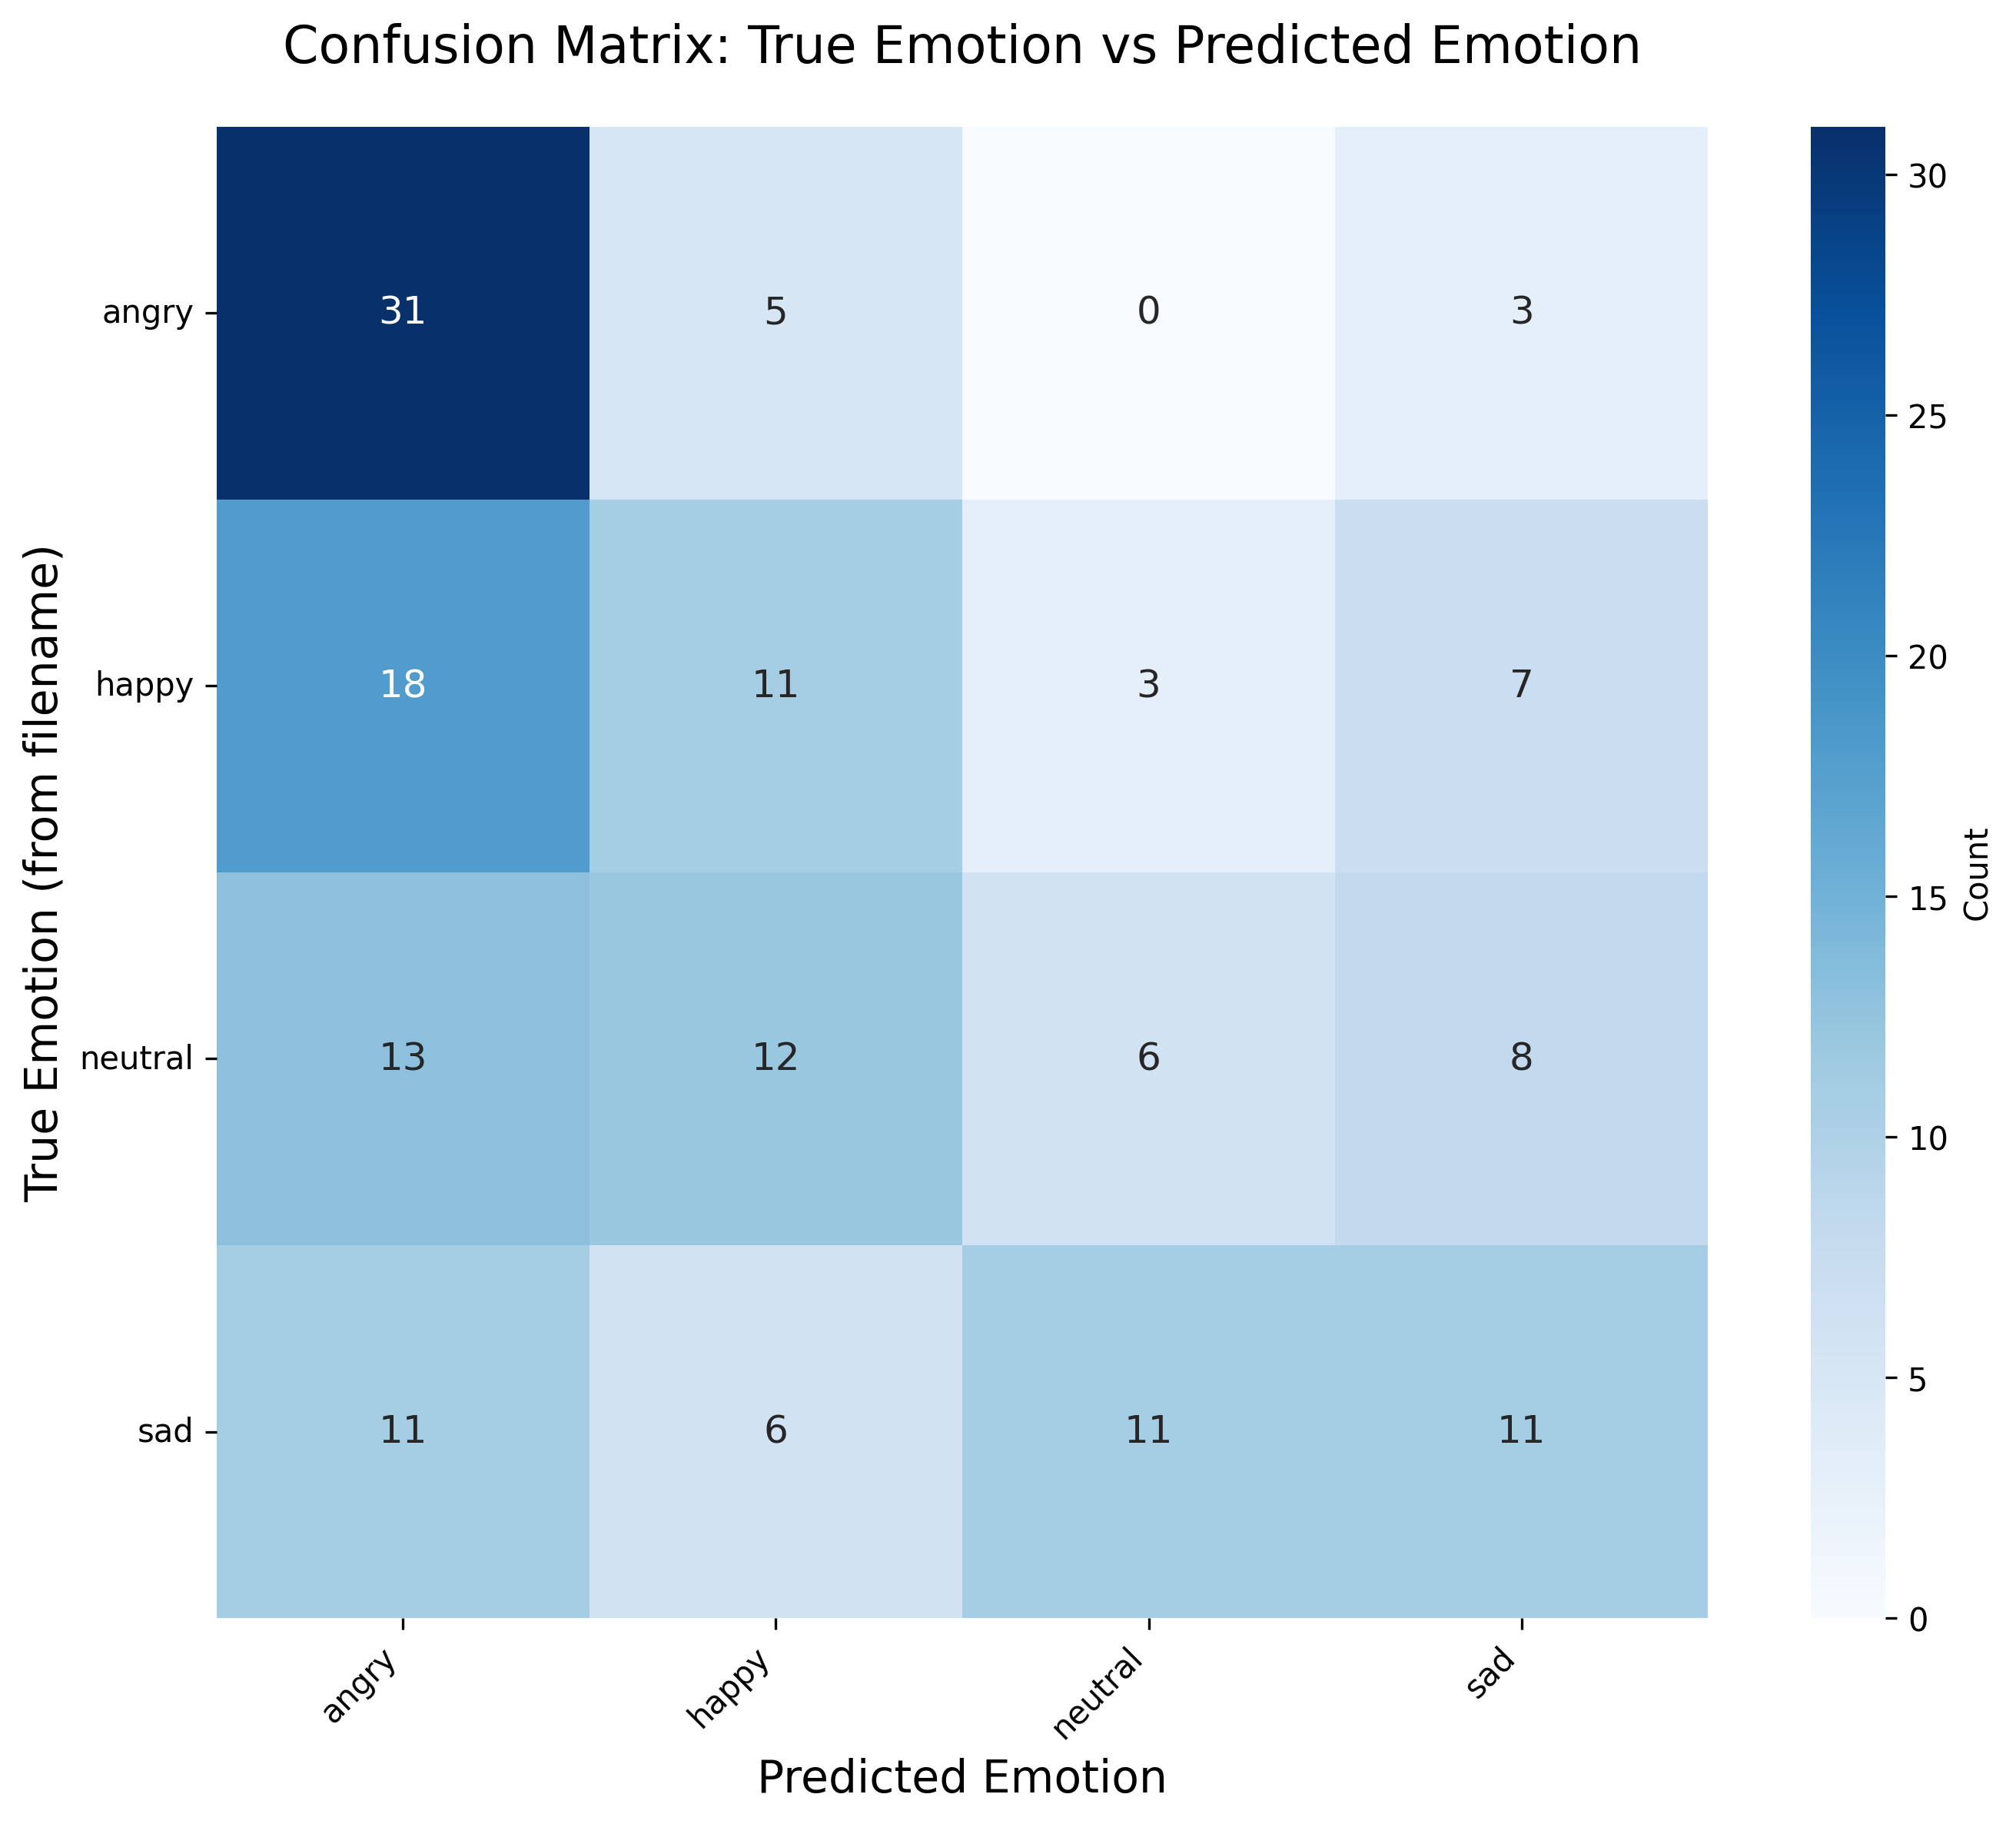 Confusion Matrix: True Emotion vs Predicted Emotion
True Emotion (from filename)
angry
31 5 0 3
happy
18 11 3 7
neutral
13 12 6 8
sad
11 6 11 11
angry
happy
neutral
sad
Predicted Emotion
30
25
20
15
10
5
0
Count